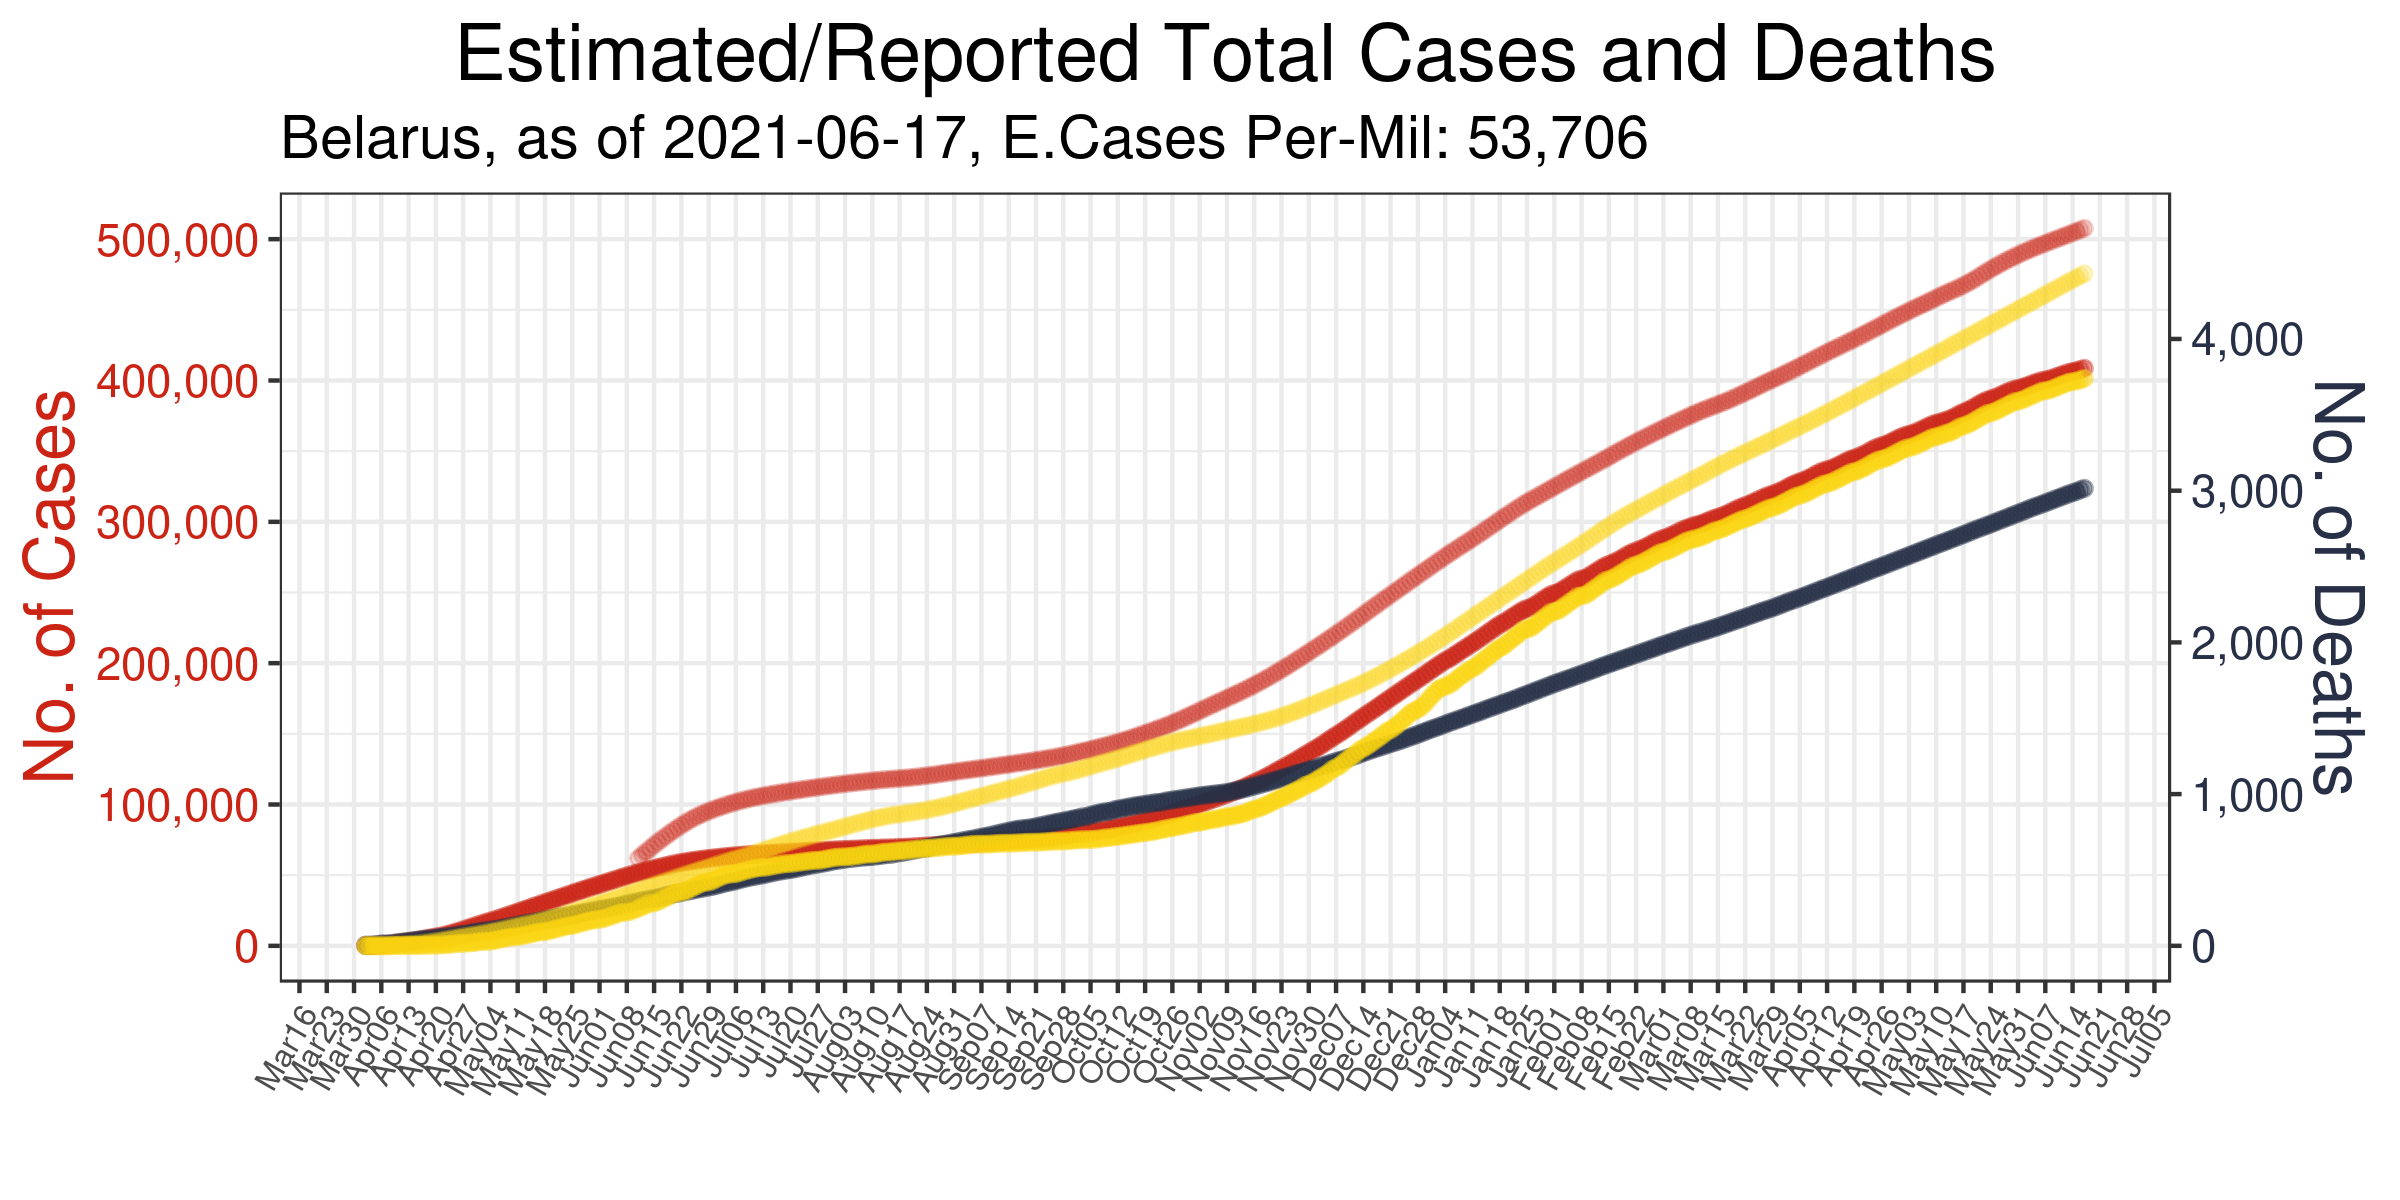 Estimated/Reported Total Cases and Deaths
Belarus, as of 2021-06-17, E.Cases Per-Mil: 53,706
No. of Cases
500,000
400,000
300,000
200,000
100,000
0
4,000
3,000
2,000
1,000
0
No. of Deaths
Mar16
Mar23
Mar30
Apr06
Apr13
Apr20
Apr27
May04
May11
May18
May25
Jun01
Jun08
Jun15
Jun22
Jun29
Jul06
Jul13
Jul20
Jul27
Aug03
Aug10
Aug17
Aug24
Aug31
Sep07
Sep14
Sep21
Sep28
Oct05
Oct12
Oct19
Oct26
Nov02
Nov09
Nov16
Nov23
Nov30
Dec07
Dec14
Dec21
Dec28
Jan04
Jan11
Jan18
Jan25
Feb01
Feb08
Feb15
Feb22
Mar01
Mar08
Mar15
Mar22
Mar29
Apr05
Apr12
Apr19
Apr26
May03
May10
May17
May24
May31
Jun07
Jun14
Jun21
Jun28
Jul05